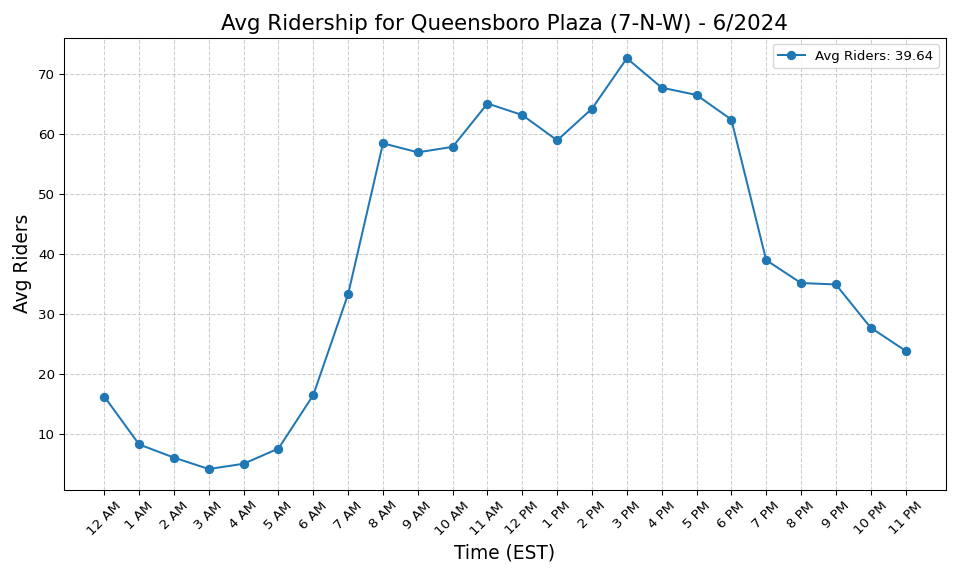 Avg Ridership for Queensboro Plaza (7-N-W) - 6/2024
Avg Riders: 39.64
Avg Riders
70
60
50
40
30
20
10
12 AM
1 AM
2 AM
3 AM
4 AM
5 AM
6 AM
7 AM
8 AM
9 AM
10 AM
11 AM
12 PM
1 PM
2 PM
3 PM
4 PM
5 PM
6 PM
7 PM
8 PM
9 PM
10 PM
11 PM
Time (EST)